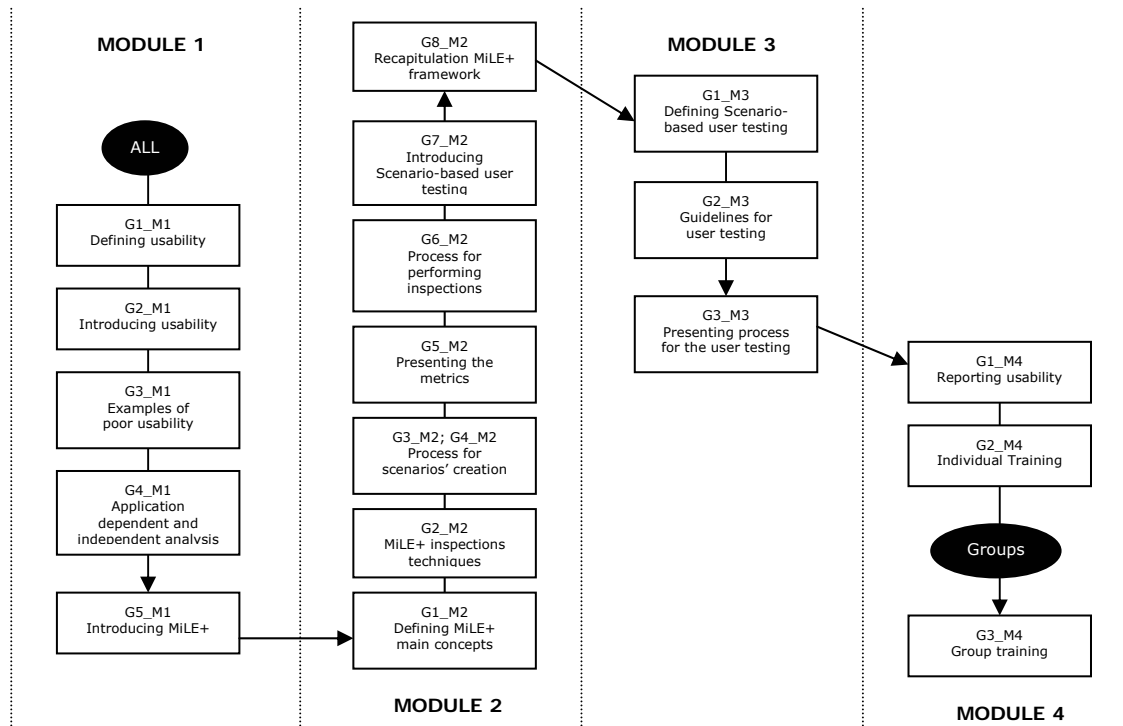 MODULE 1
ALL
G1_M1
Defining usability
G2_M1
Introducing usability
G3_M1
Examples of
poor usability
G4_M1
Application
dependent and
independent analysis
G5_M1
Introducing MiLE+
G8_M2
Recapitulation MiLE+
framework
G7_M2
Introducing
Scenario-based user
testing
G6_M2
Process for
performing
inspections
G5_M2
Presenting the
metrics
G3_M2; G4_M2
Process for
scenarios’ creation
G2_M2
MiLE+ inspections
techniques
G1_M2
Defining MiLE+
main concepts
MODULE 2
MODULE 3
G1_M3
Defining Scenario-
based user testing
G2_M3
Guidelines for
user testing
G3_M3
Presenting process
for the user testing
G1_M4
Reporting usability
G2_M4
Individual Training
Groups
G3_M4
Group training
MODULE 4